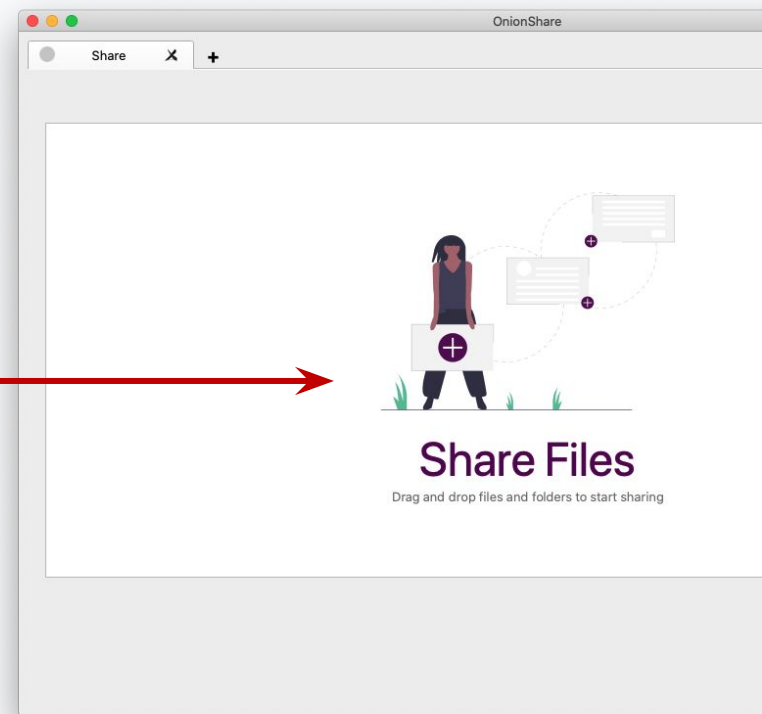 OnionShare
Share
Share Files
Drag and drop files and folders to start sharing